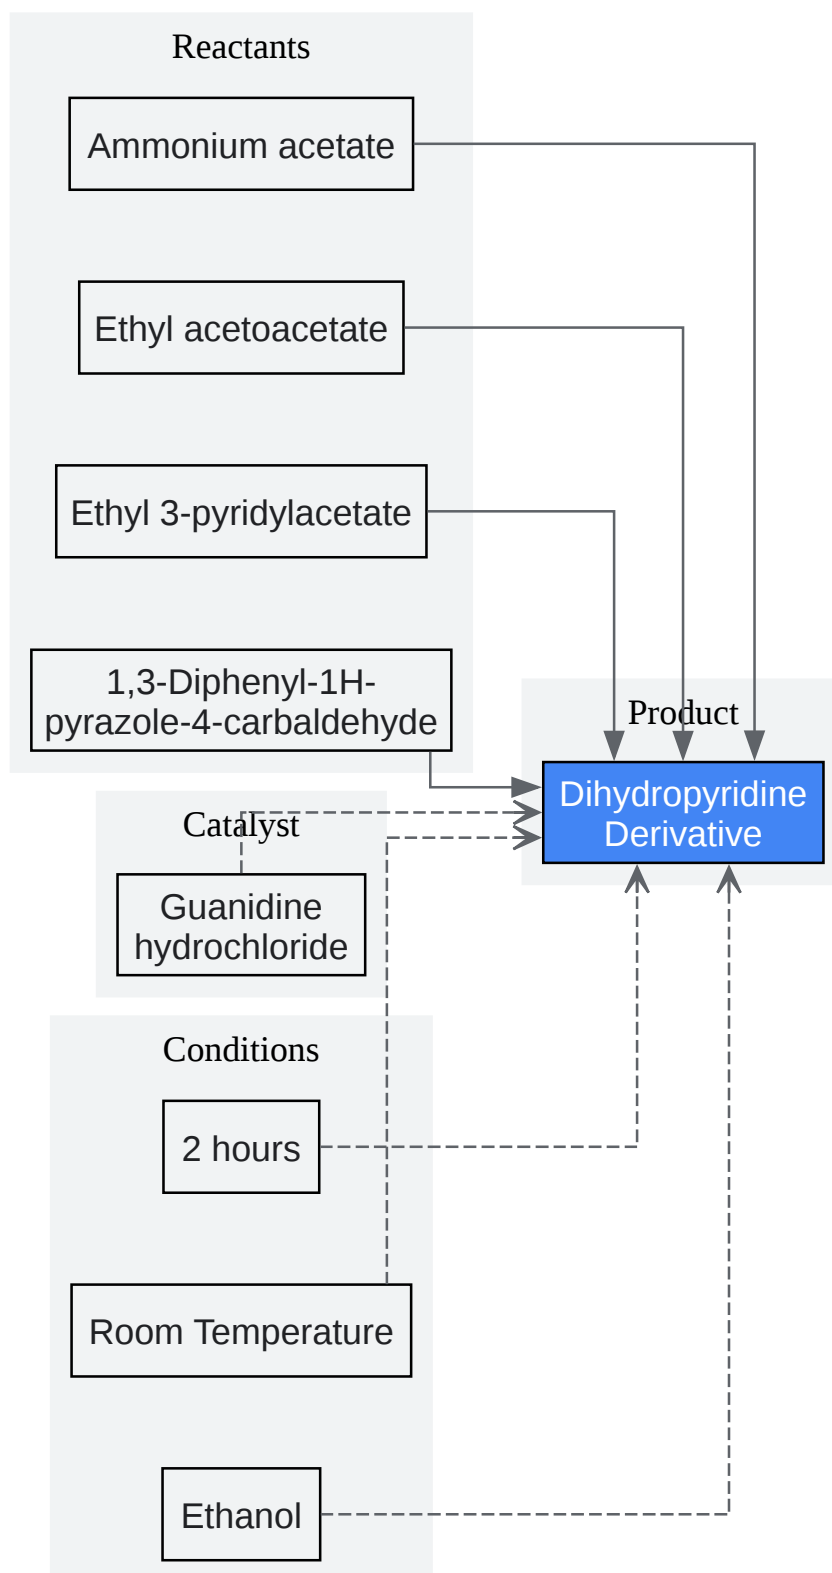 Reactants
Ammonium acetate
Ethyl acetoacetate
Ethyl 3-pyridylacetate
1,3-Diphenyl-1H-
pyrazole-4-carbaldehyde
Product
Dihydropyridine
Derivative
Catalyst
Guanidine
hydrochloride
Conditions
2 hours
Room Temperature
Ethanol